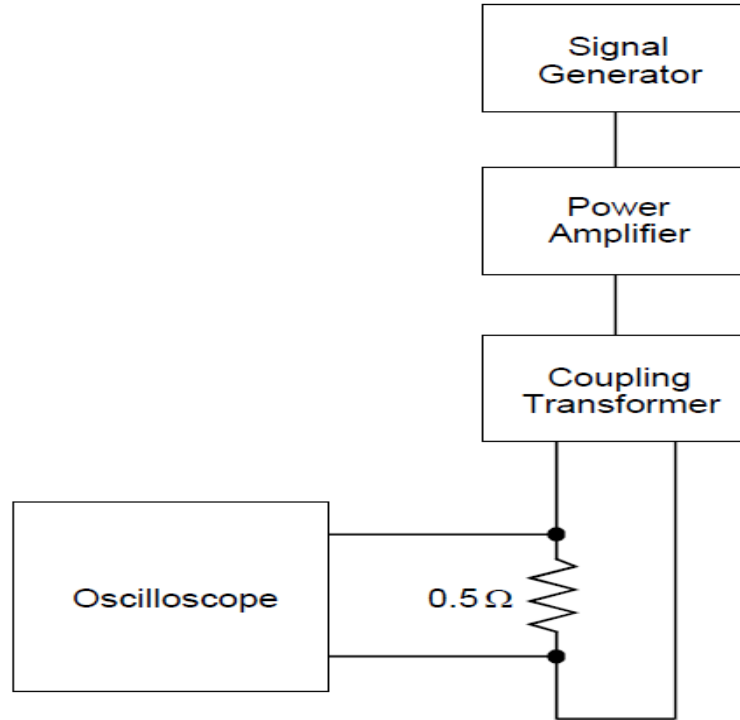 Signal
Generator
Power
Amplifier
Coupling
Transformer
Oscilloscope
0.5 Ω